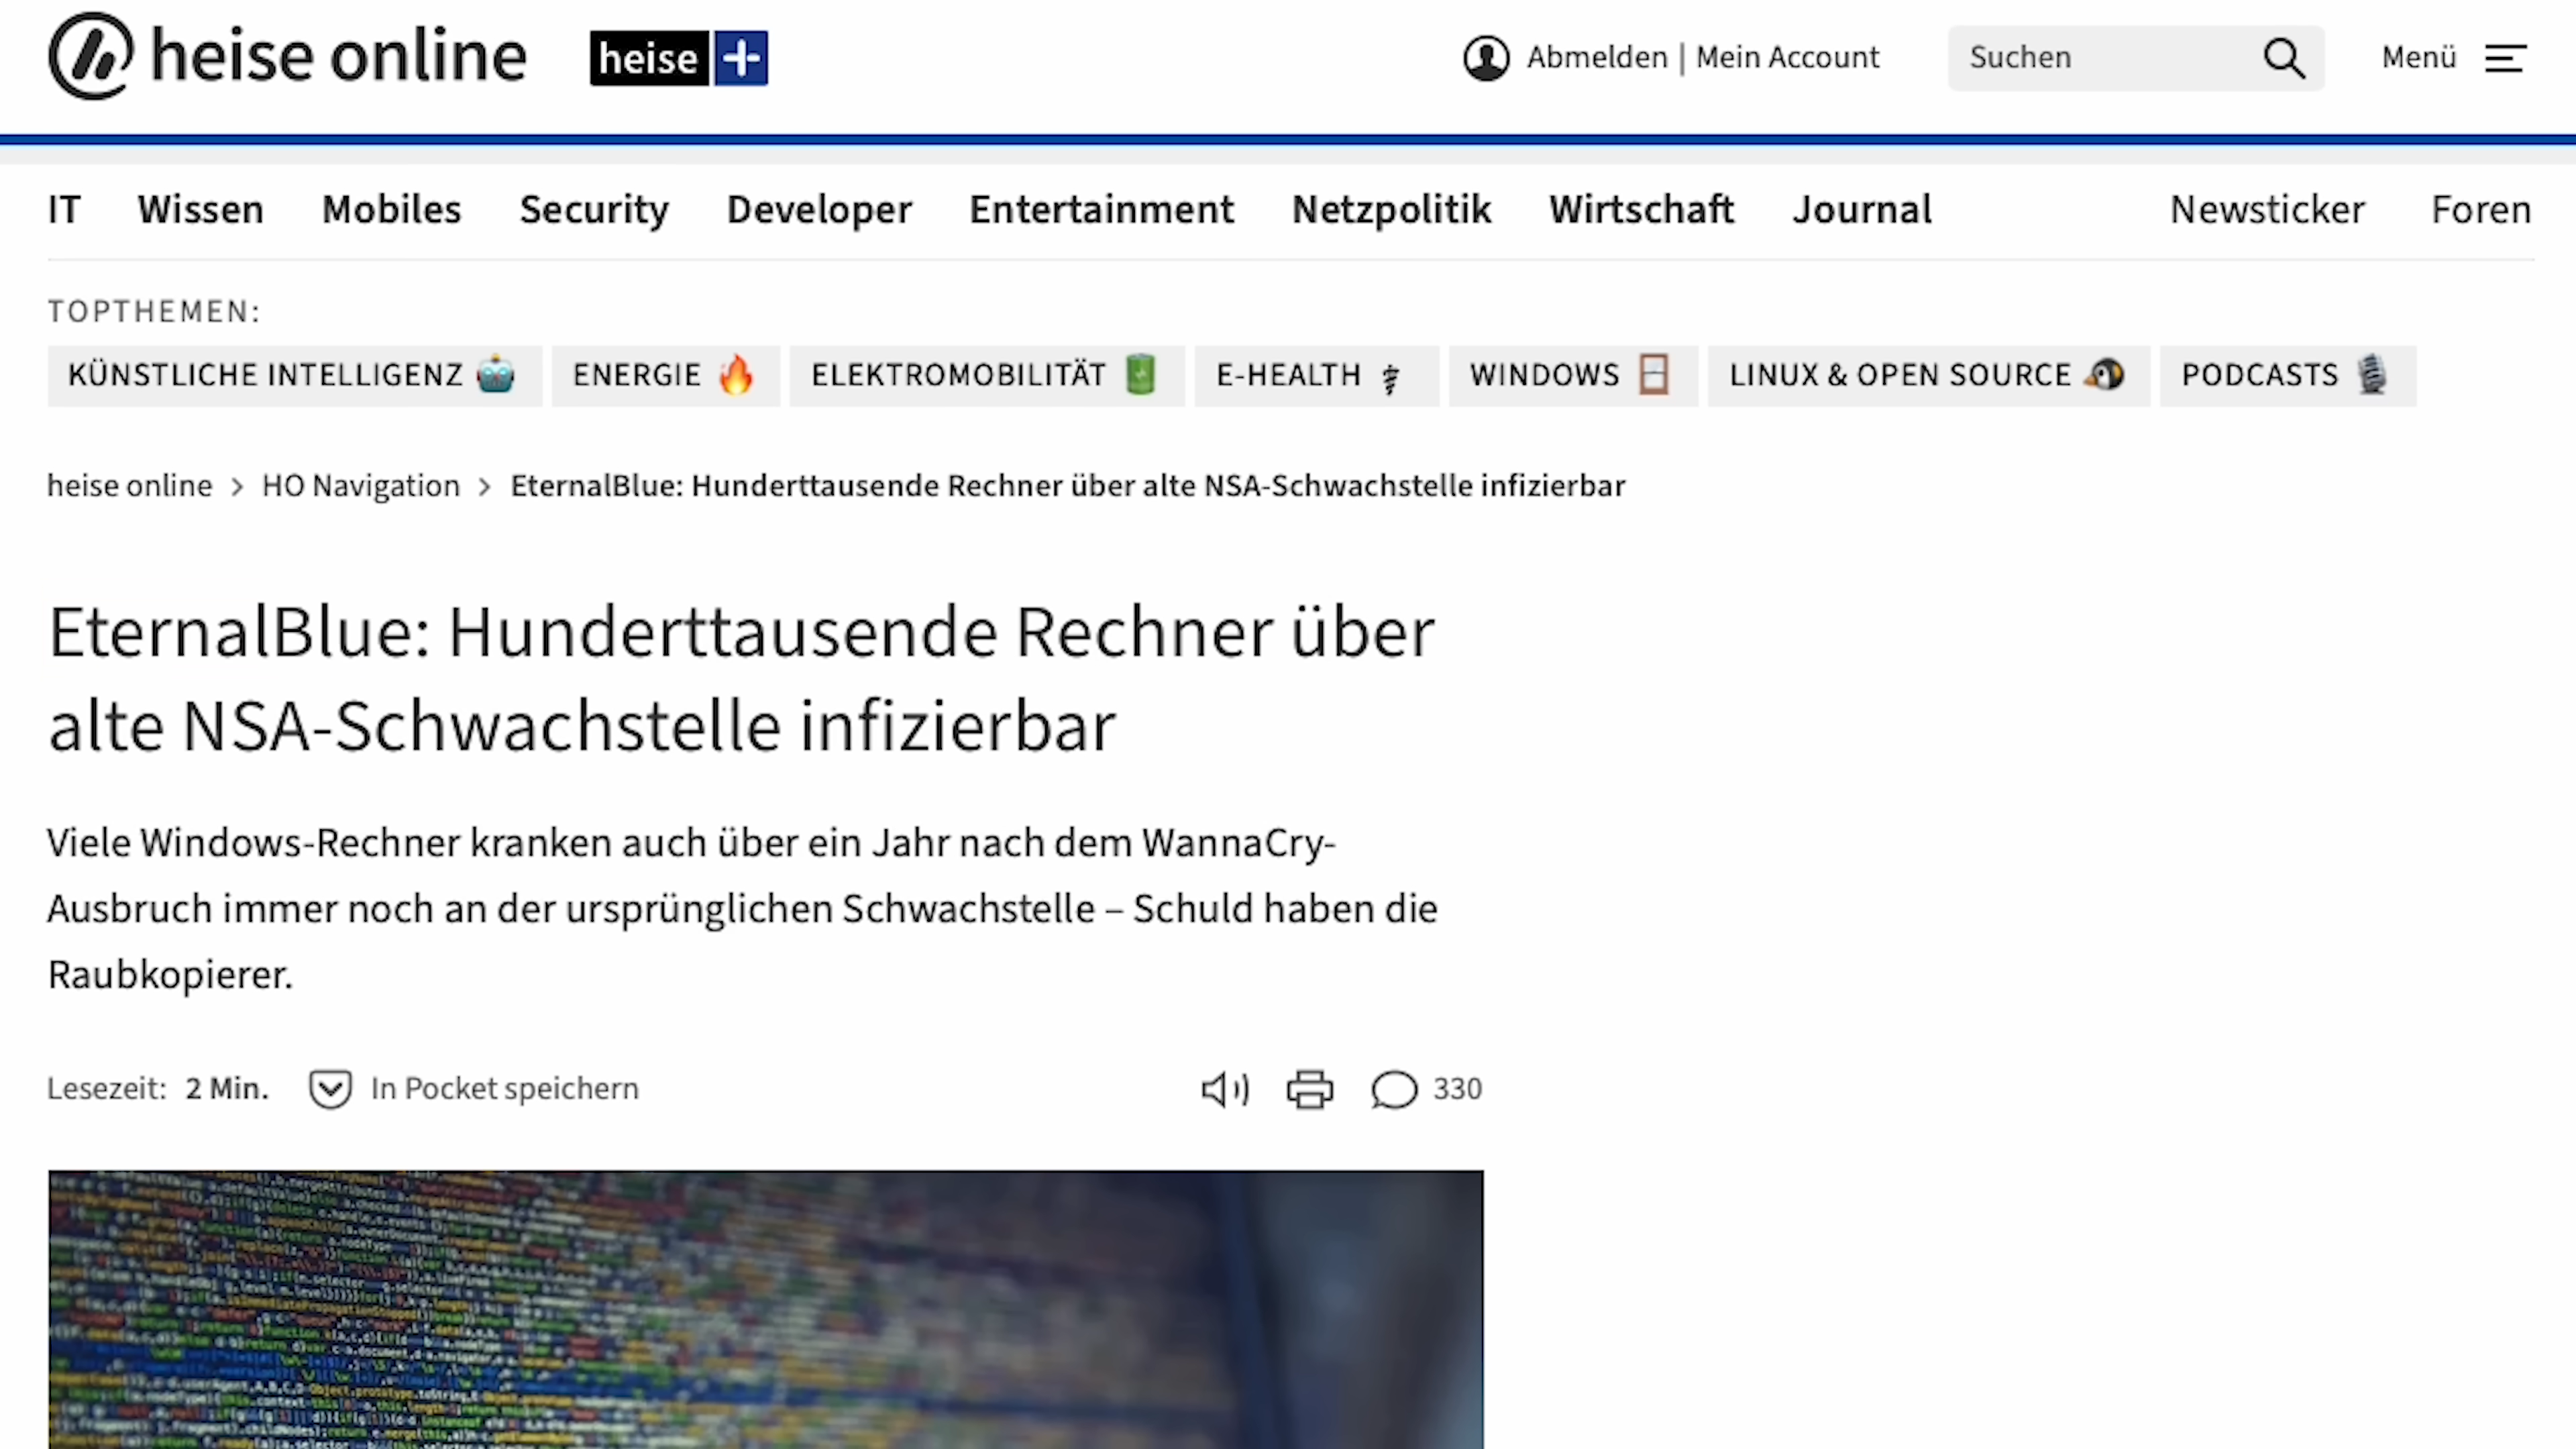 heise online heise+ Abmelden | Mein Account Suchen Menü
IT Wissen Mobiles Security Developer Entertainment Netzpolitik Wirtschaft Journal Newsticker Foren
TOPTHEMEN:
KÜNSTLICHE INTELLIGENZ ENERGIE ELEKTROMOBILITÄT E-HEALTH WINDOWS LINUX & OPEN SOURCE PODCASTS
heise online > HO Navigation > EternalBlue: Hunderttausende Rechner über alte NSA-Schwachstelle infizierbar
EternalBlue: Hunderttausende Rechner über
alte NSA-Schwachstelle infizierbar
Viele Windows-Rechner kranken auch über ein Jahr nach dem WannaCry-
Ausbruch immer noch an der ursprünglichen Schwachstelle – Schuld haben die
Raubkopierer.
Lesezeit: 2 Min. In Pocket speichern 330